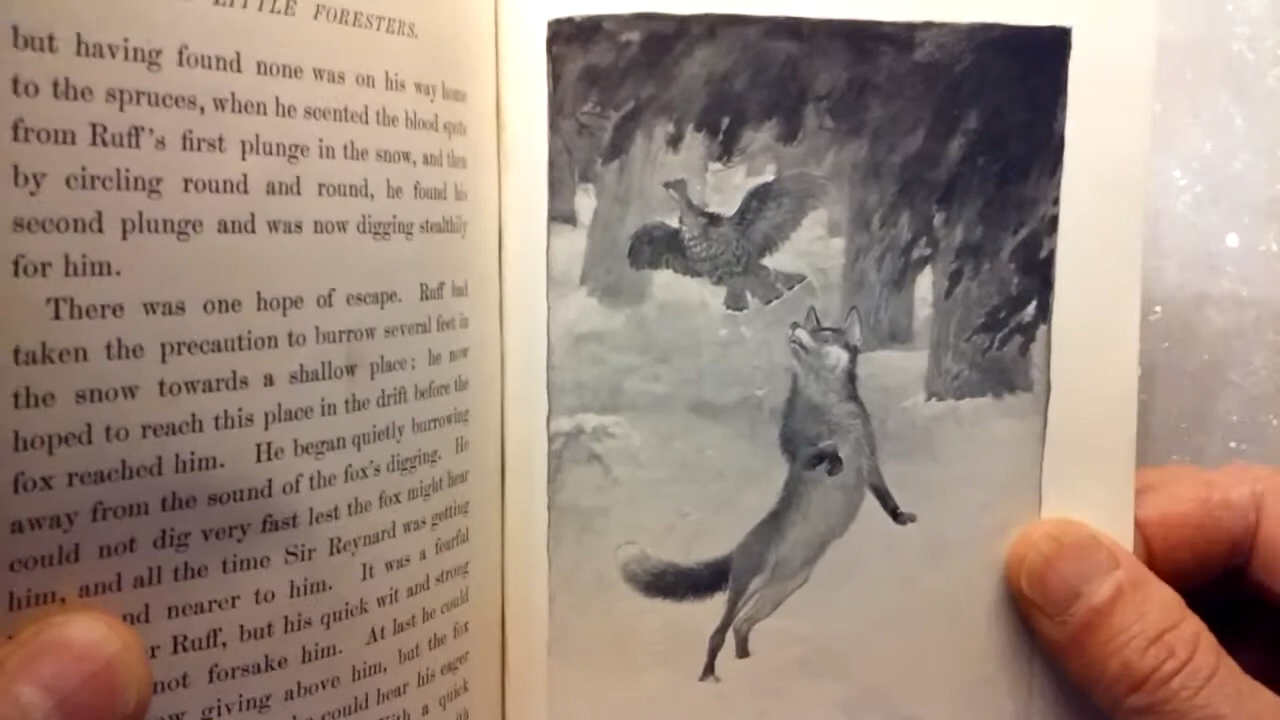 LITTLE FORESTERS.
but having found none was on his way home
to the spruces, when he scented the blood spots
from Ruff's first plunge in the snow, and then
by circling round and round, he found his
second plunge and was now digging stealthily
for him.
There was one hope of escape. Ruff had
taken the precaution to burrow several feet in
the snow towards a shallow place; he now
hoped to reach this place in the drift before the
fox reached him. He began quietly burrowing
away from the sound of the fox's digging. He
could not dig very fast lest the fox might hear
him, and all the time Sir Reynard was getting
nd nearer to him. It was a fearful
r Ruff, but his quick wit and strong
not forsake him. At last he could
giving above him, but the fox
could hear his eager
a quick